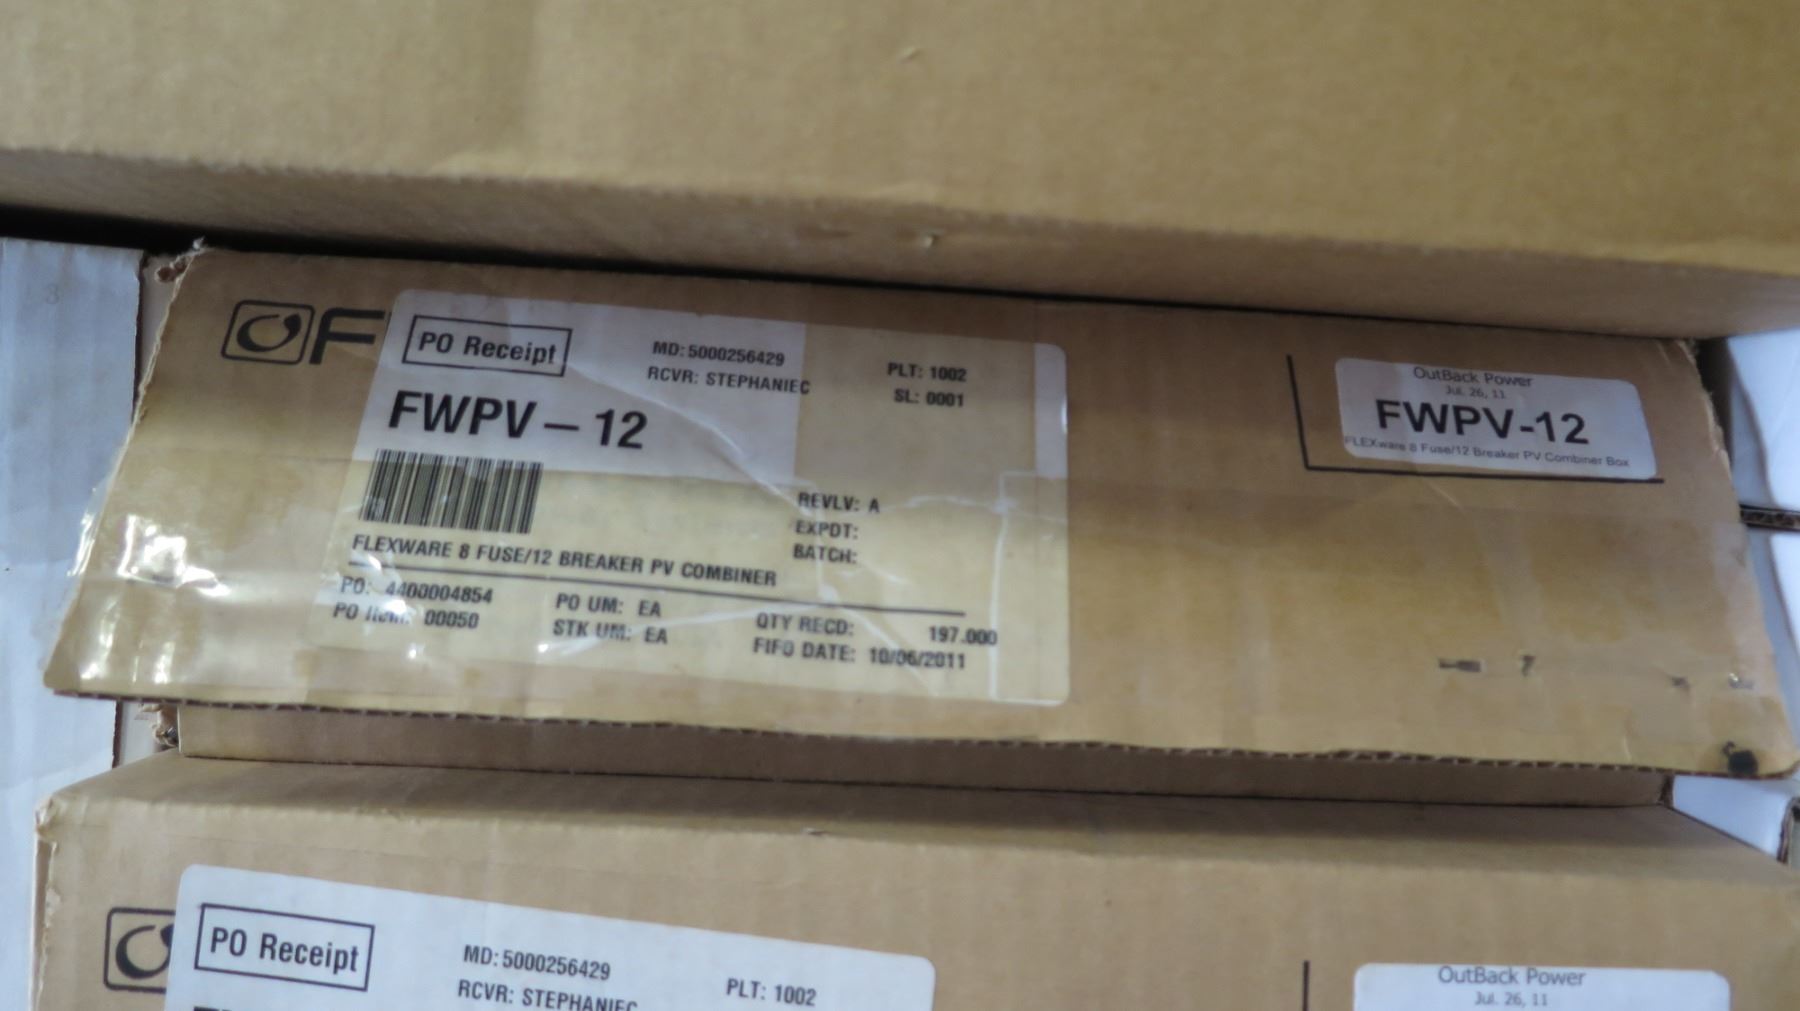 F
PO Receipt
MD: 5000256429
RCVR: STEPHANIEC
PLT: 1002
SL: 0001
FWPV-12
REVLV: A
EXPDT:
BATCH:
FLEXWARE 8 FUSE/12 BREAKER PV COMBINER
PO: 4400004854
PO Item: 00050
PO UM: EA
STK UM: EA
QTY RECD: 197.000
FIFO DATE: 10/06/2011
OutBack Power
Jul. 26, 11
FWPV-12
FLEXware 8 Fuse/12 Breaker PV Combiner Box
PO Receipt
MD: 5000256429
RCVR: STEPHANIEC
PLT: 1002
OutBack Power
Jul. 26, 11